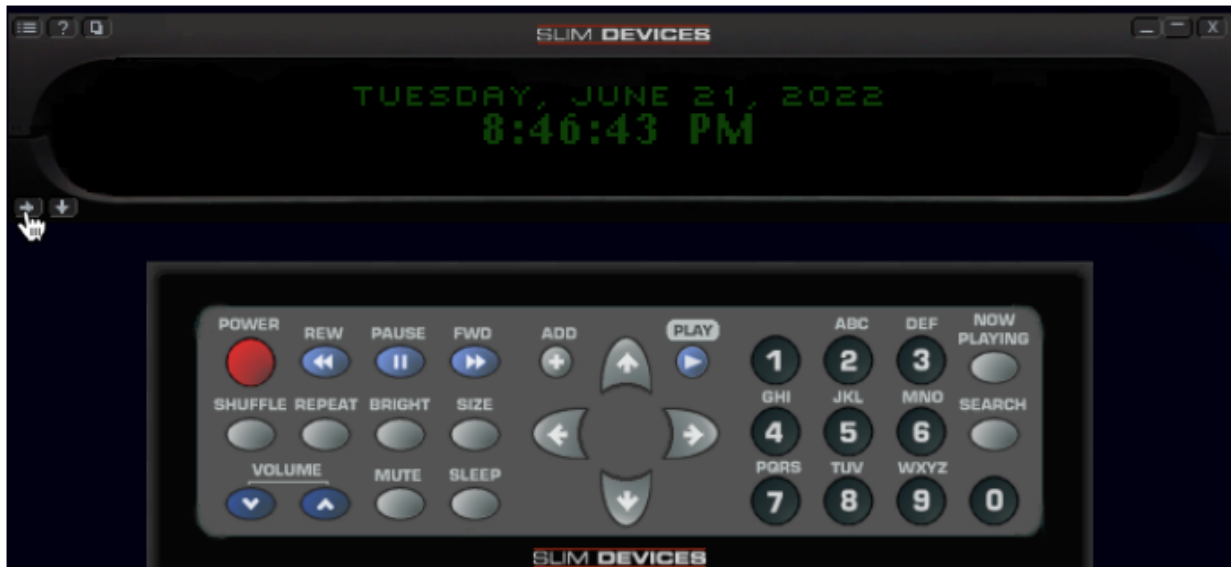 ?
SLIM DEVICES
X
TUESDAY, JUNE 21, 2022
8:46:43 PM
POWER REW PAUSE FWD ADD PLAY ABC DEF NOW PLAYING
1 2 3
SHUFFLE REPEAT BRIGHT SIZE GHI JKL MNO SEARCH
4 5 6
VOLUME MUTE SLEEP PQRS TUV WXYZ
7 8 9 0
SLIM DEVICES